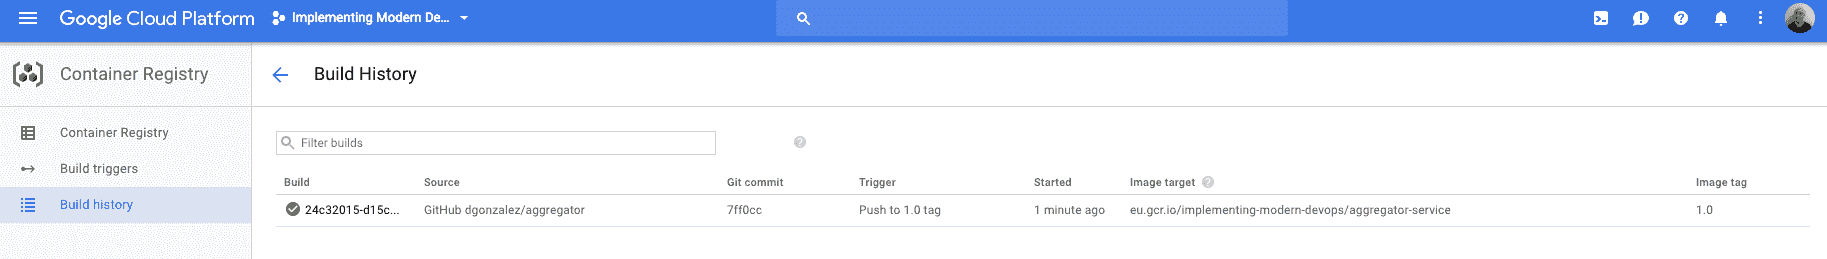 Google Cloud Platform Implementing Modern De...
Container Registry
Build History
Container Registry
Build triggers
Build history
Filter builds
Build Source Git commit Trigger Started Image target Image tag
24c32015-d15c... GitHub dgonzalez/aggregator 7ff0cc Push to 1.0 tag 1 minute ago eu.gcr.io/implementing-modern-devops/aggregator-service 1.0